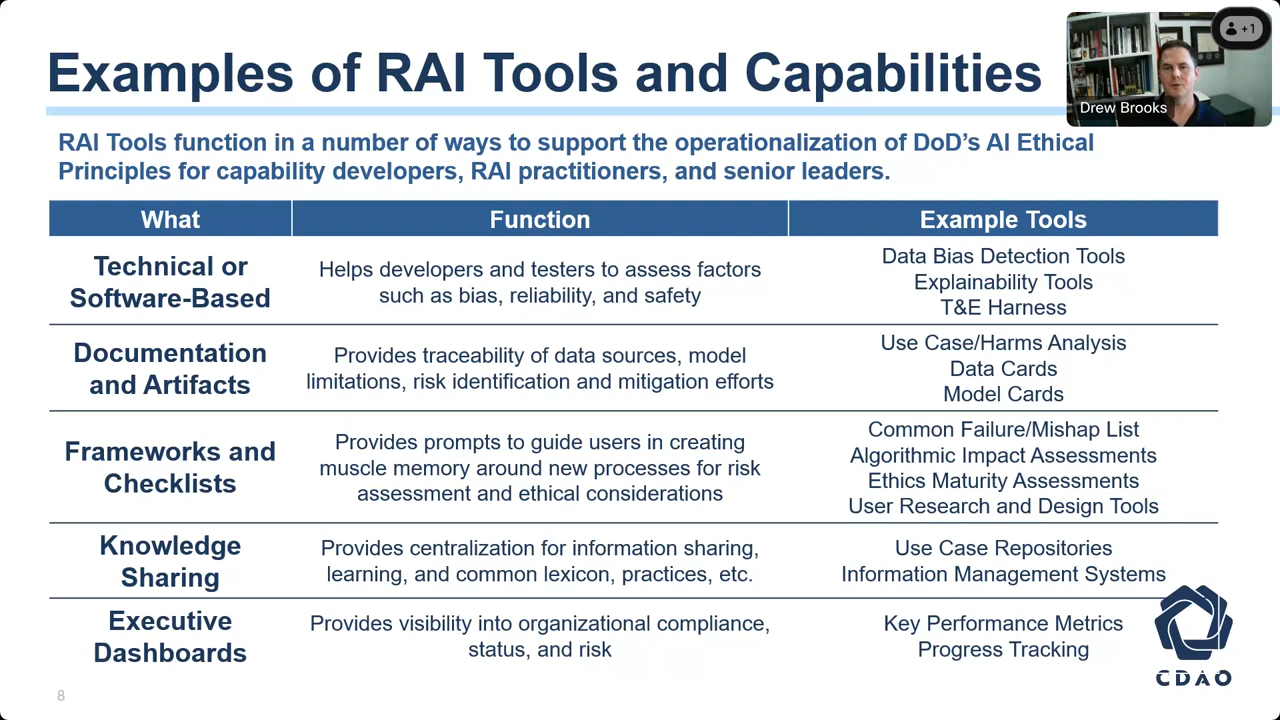 Examples of RAI Tools and Capabilities
+1
Drew Brooks
RAI Tools function in a number of ways to support the operationalization of DoD’s AI Ethical
Principles for capability developers, RAI practitioners, and senior leaders.
What
Function
Example Tools
Technical or
Software-Based
Helps developers and testers to assess factors
such as bias, reliability, and safety
Data Bias Detection Tools
Explainability Tools
T&E Harness
Documentation
and Artifacts
Provides traceability of data sources, model
limitations, risk identification and mitigation efforts
Use Case/Harms Analysis
Data Cards
Model Cards
Frameworks and
Checklists
Provides prompts to guide users in creating
muscle memory around new processes for risk
assessment and ethical considerations
Common Failure/Mishap List
Algorithmic Impact Assessments
Ethics Maturity Assessments
User Research and Design Tools
Knowledge
Sharing
Provides centralization for information sharing,
learning, and common lexicon, practices, etc.
Use Case Repositories
Information Management Systems
Executive
Dashboards
Provides visibility into organizational compliance,
status, and risk
Key Performance Metrics
Progress Tracking
CDAO
8